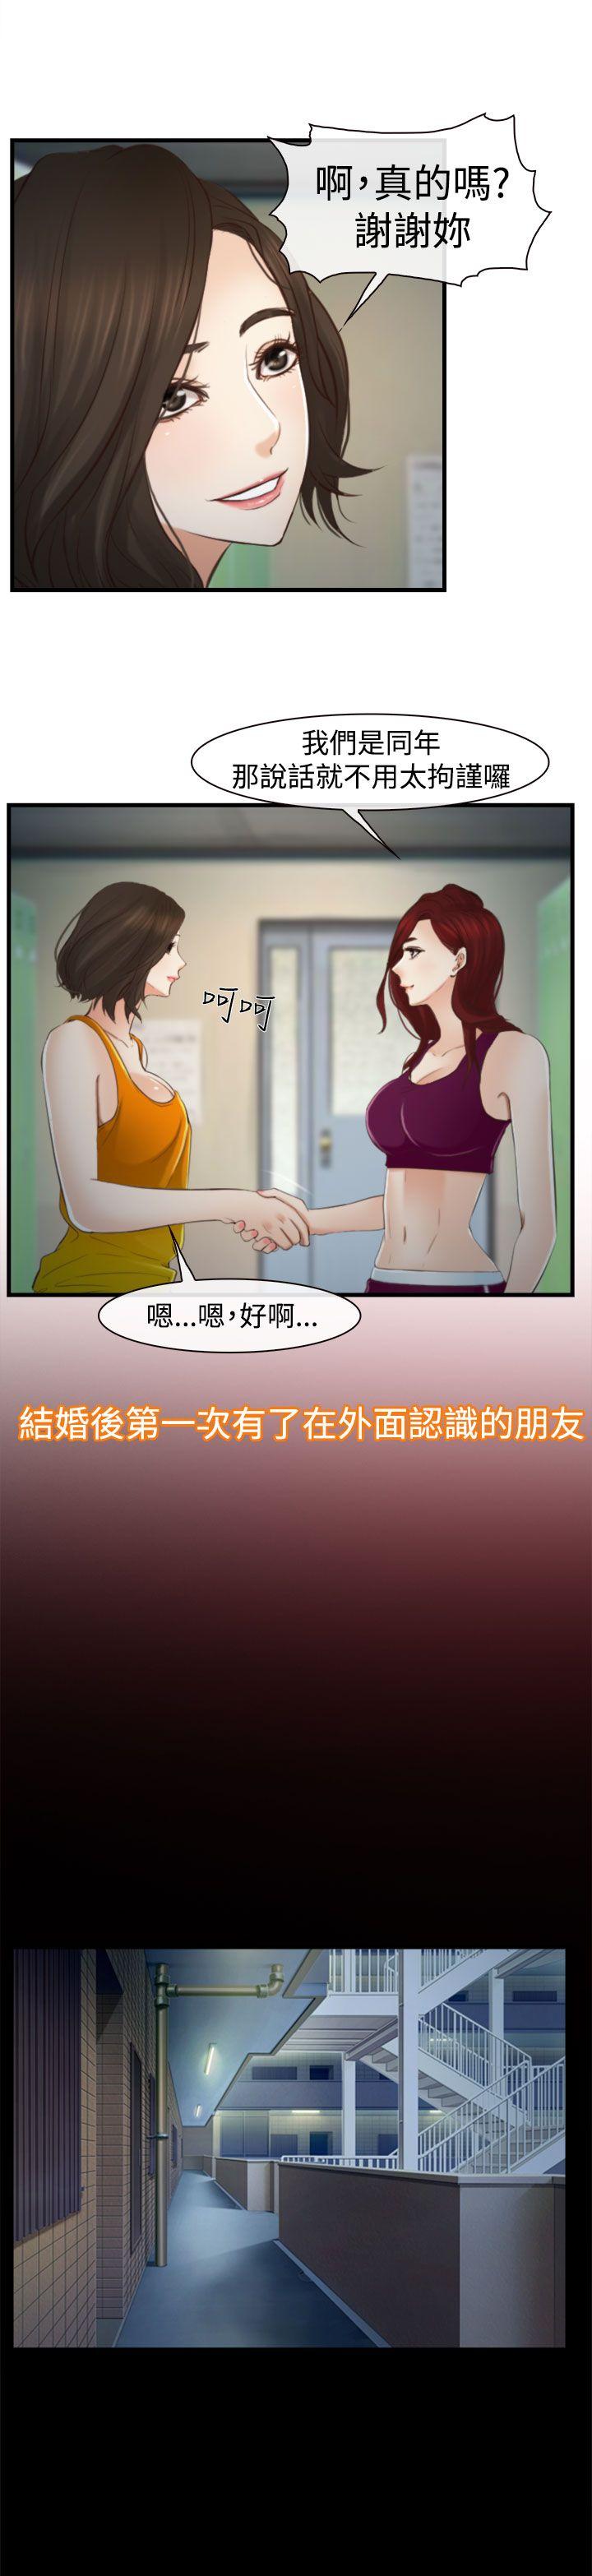 啊，真的嗎?
謝謝妳
我們是同年
那說話就不用太拘謹囉
呵呵
嗯...嗯，好啊...
結婚後第一次有了在外面認識的朋友